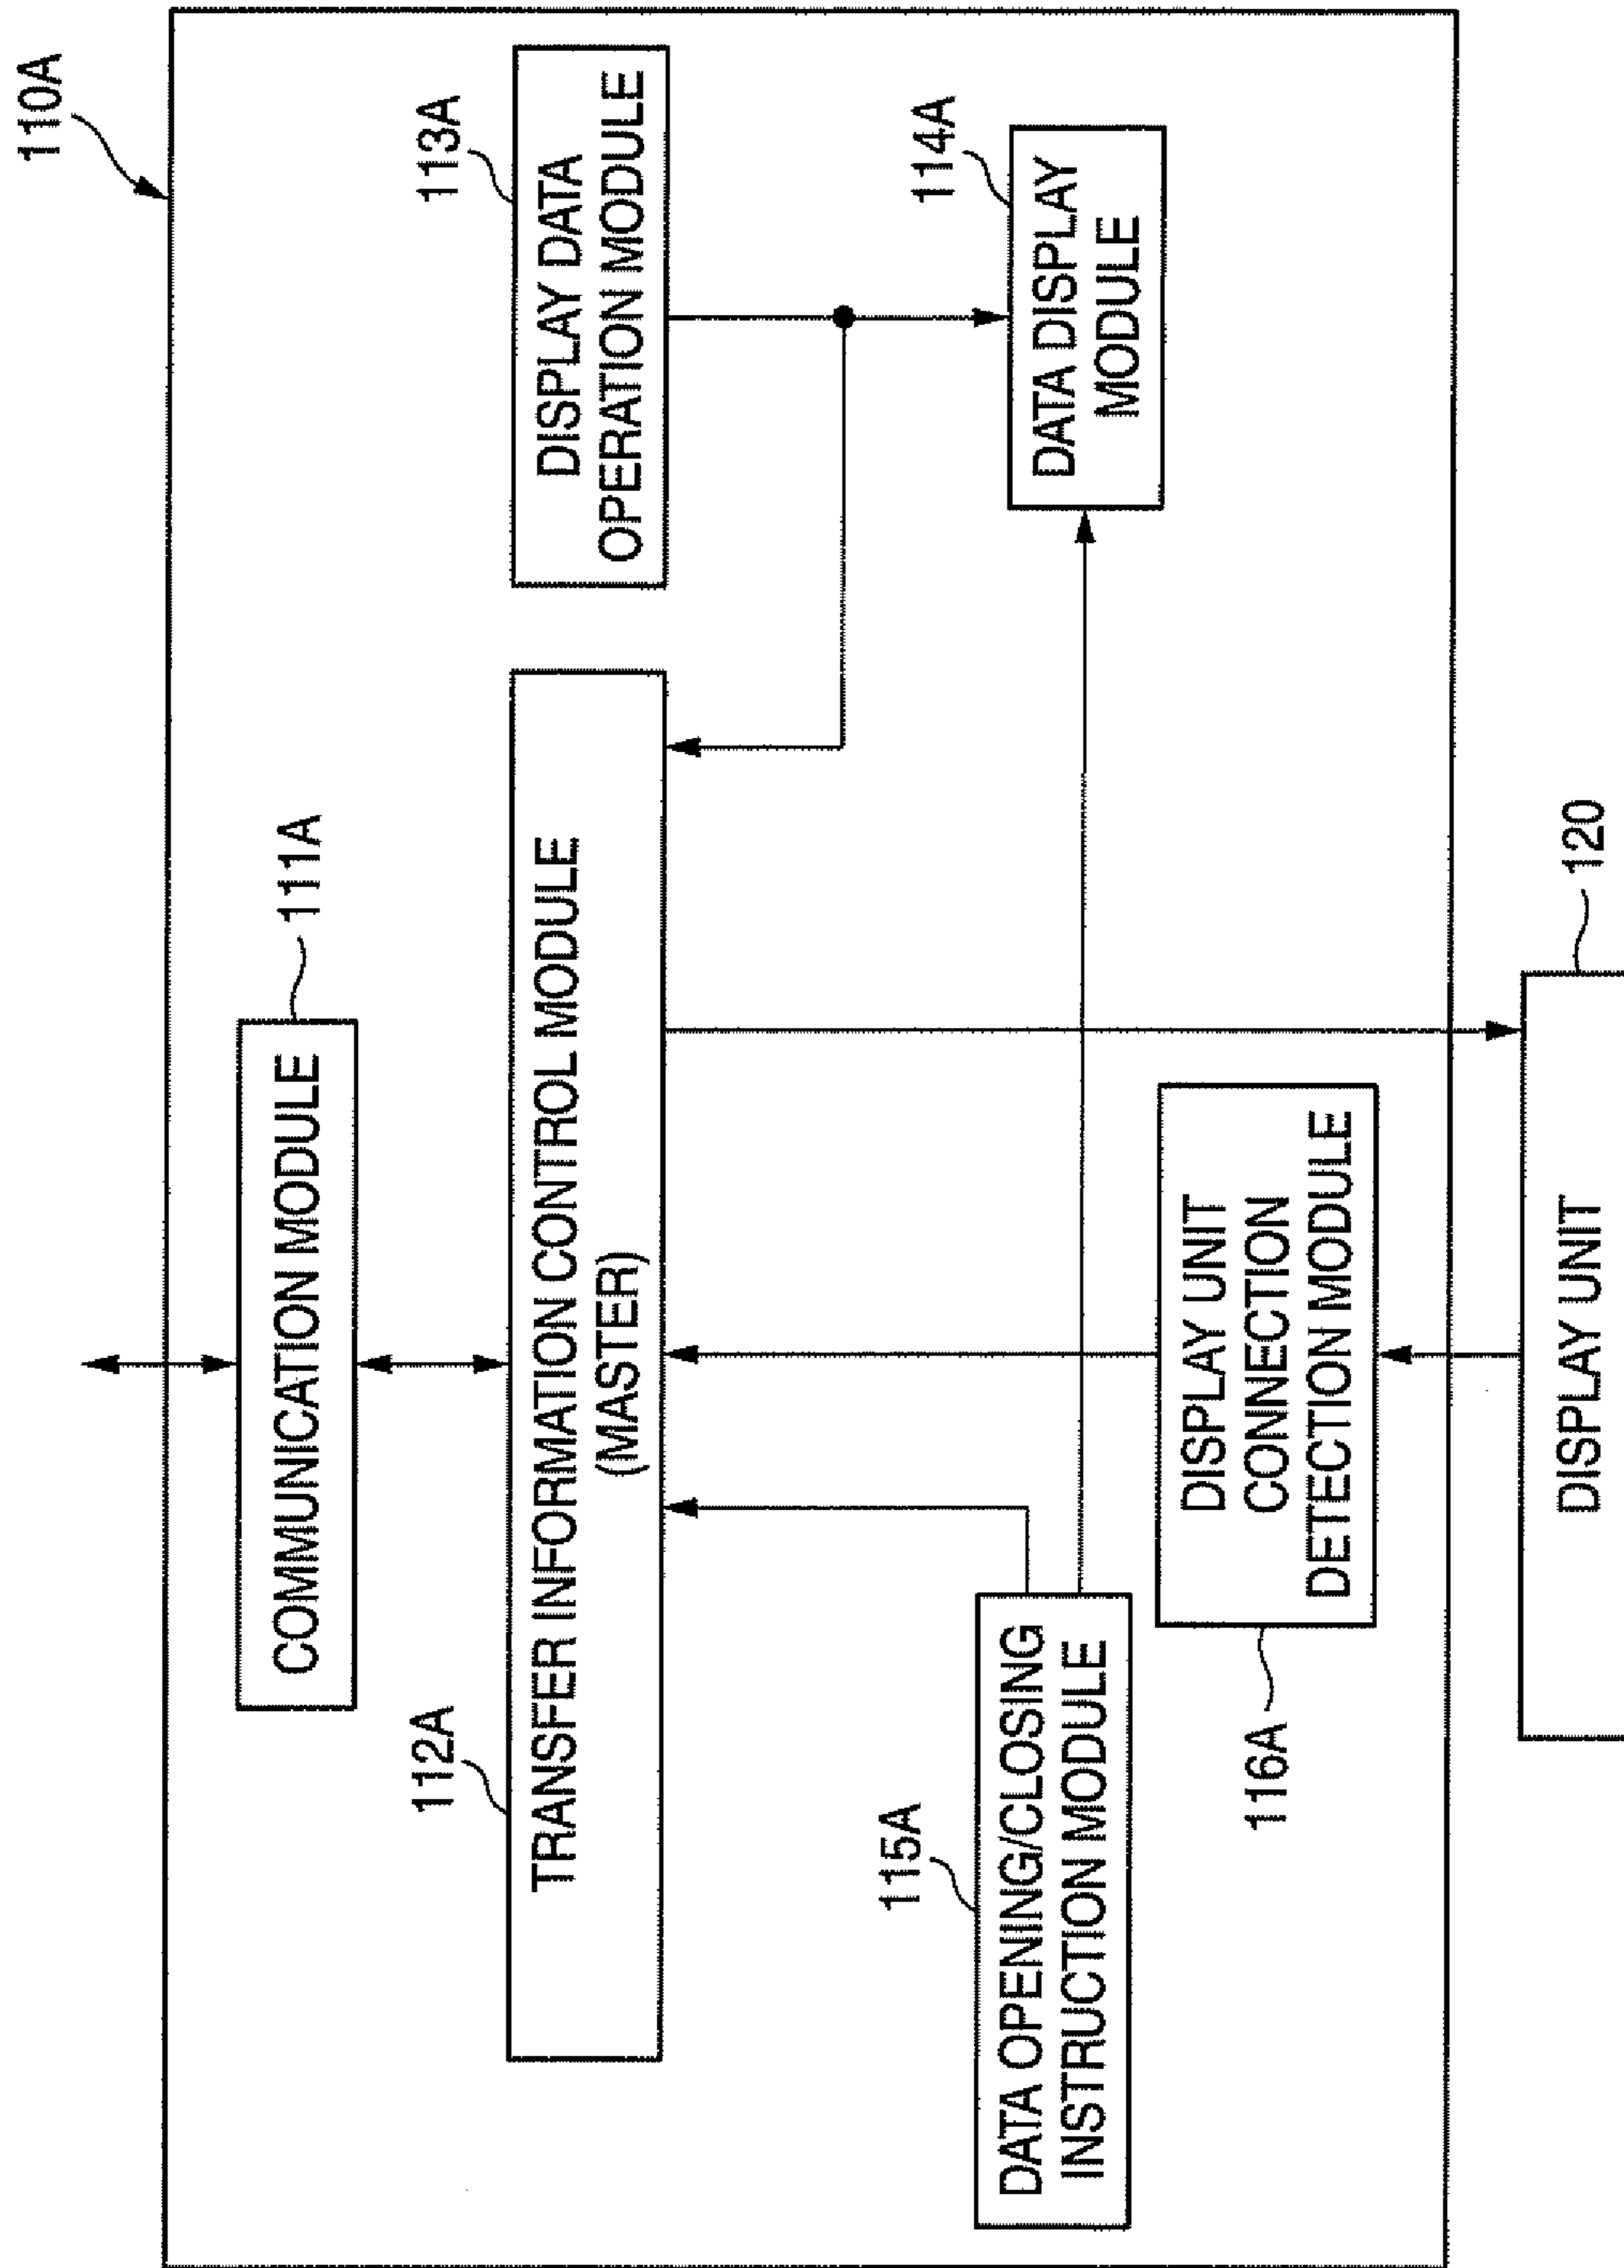 110A
COMMUNICATION MODULE
111A
112A
TRANSFER INFORMATION CONTROL MODULE
(MASTER)
113A
DISPLAY DATA
OPERATION MODULE
115A
DATA OPENING/CLOSING
INSTRUCTION MODULE
114A
DATA DISPLAY
MODULE
DISPLAY UNIT
CONNECTION
DETECTION MODULE
116A
DISPLAY UNIT
120